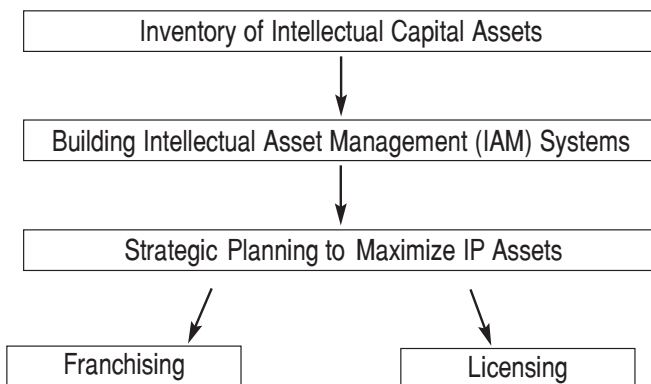 Inventory of Intellectual Capital Assets
Building Intellectual Asset Management (IAM) Systems
Strategic Planning to Maximize IP Assets
Franchising
Licensing